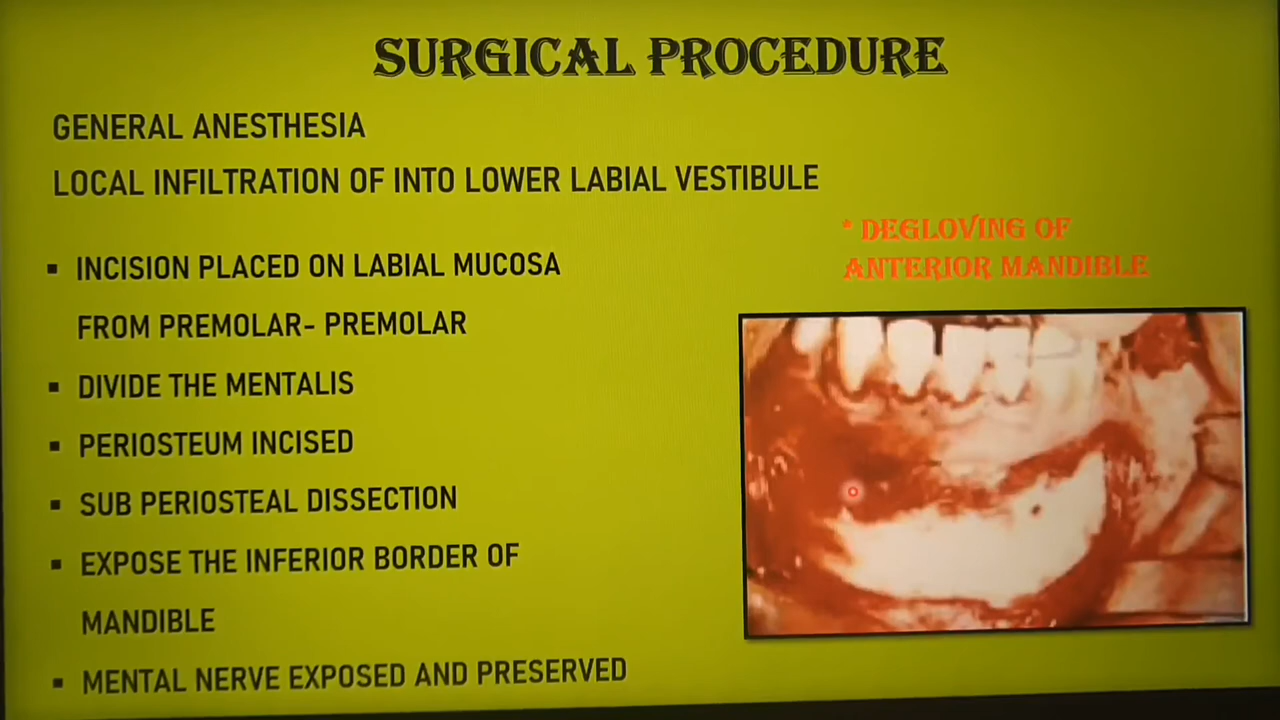 SURGICAL PROCEDURE
GENERAL ANESTHESIA
LOCAL INFILTRATION OF INTO LOWER LABIAL VESTIBULE
* DEGLOVING OF
ANTERIOR MANDIBLE
▪ INCISION PLACED ON LABIAL MUCOSA
FROM PREMOLAR- PREMOLAR
▪ DIVIDE THE MENTALIS
▪ PERIOSTEUM INCISED
▪ SUB PERIOSTEAL DISSECTION
▪ EXPOSE THE INFERIOR BORDER OF
MANDIBLE
▪ MENTAL NERVE EXPOSED AND PRESERVED